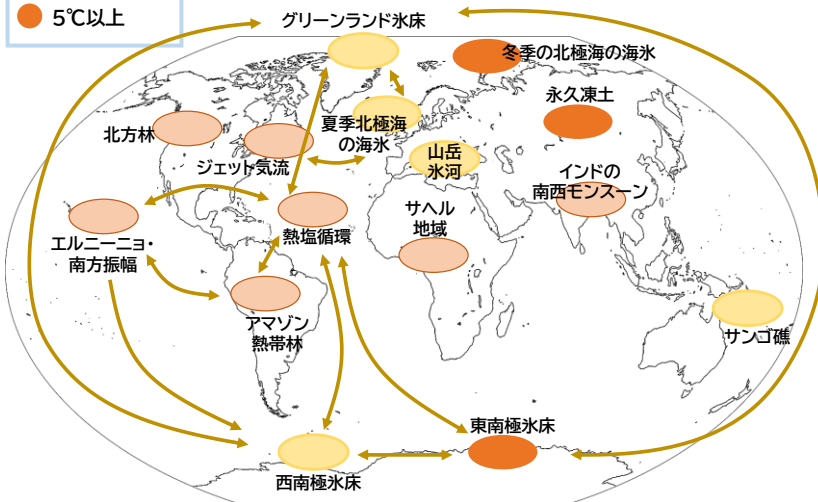 5℃以上
グリーンランド氷床
冬季の北極海の海氷
永久凍土
北方林
夏季北極海
の海氷
ジェット気流
山岳
氷河
インドの
南西モンスーン
サヘル
地域
熱塩循環
エルニーニョ・
南方振幅
アマゾン
熱帯林
サンゴ礁
東南極氷床
西南極氷床